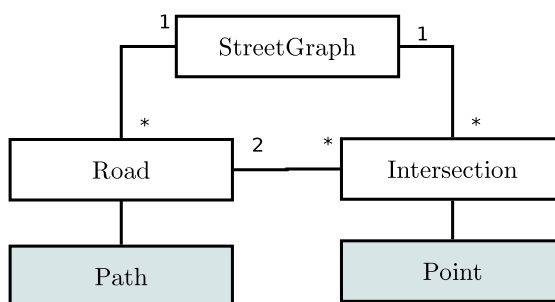 1
StreetGraph
1
*
*
Road
2
*
Intersection
Path
Point